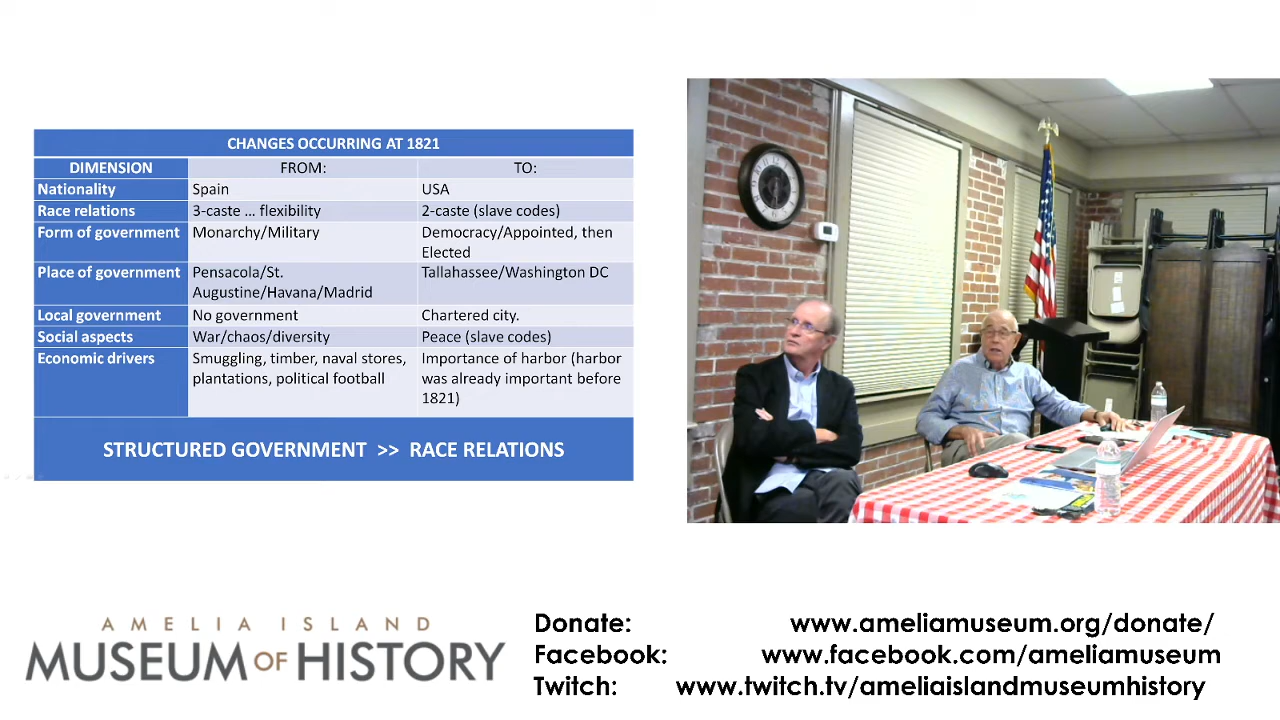 CHANGES OCCURRING AT 1821
DIMENSION FROM: TO:
Nationality Spain USA
Race relations 3-caste ... flexibility 2-caste (slave codes)
Form of government Monarchy/Military Democracy/Appointed, then
Elected
Place of government Pensacola/St. Tallahassee/Washington DC
Augustine/Havana/Madrid
Local government No government Chartered city.
Social aspects War/chaos/diversity Peace (slave codes)
Economic drivers Smuggling, timber, naval stores, Importance of harbor (harbor
plantations, political football was already important before
1821)
STRUCTURED GOVERNMENT >> RACE RELATIONS
AMELIA ISLAND
MUSEUM OF HISTORY
Donate: www.ameliamuseum.org/donate/
Facebook: www.facebook.com/ameliamuseum
Twitch: www.twitch.tv/ameliaislandmuseumhistory